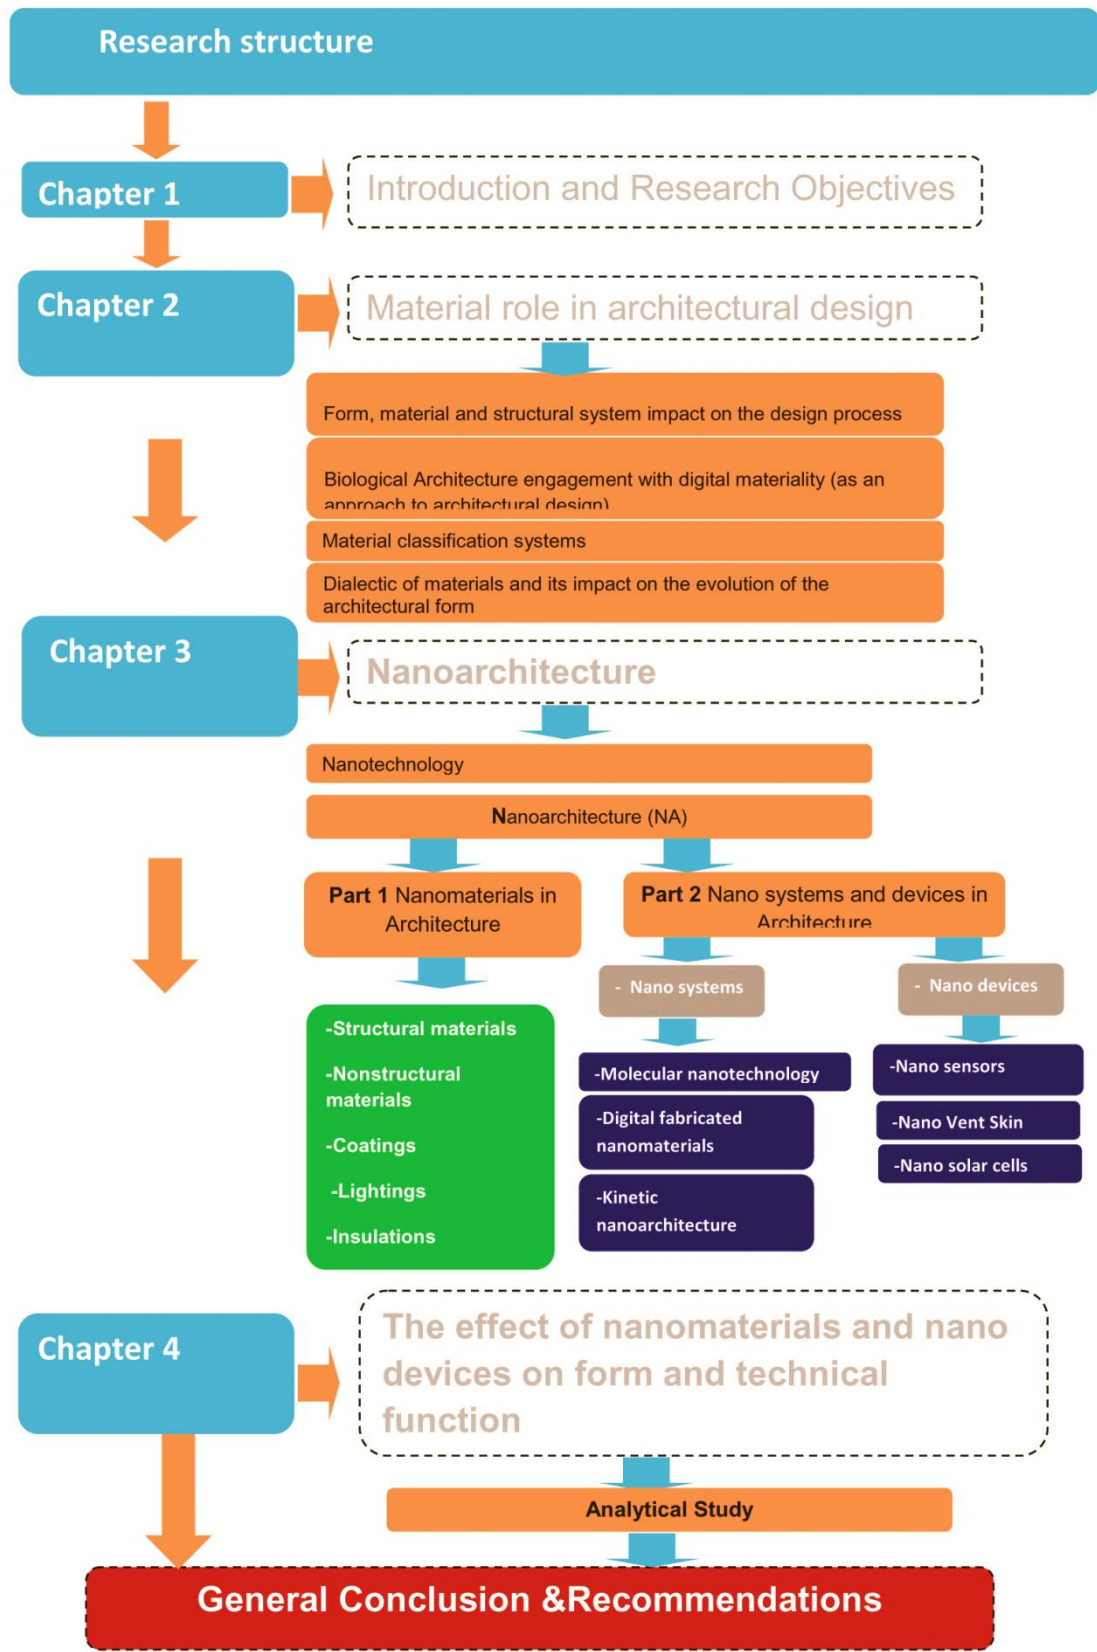 Research structure
Chapter 1
Introduction and Research Objectives
Chapter 2
Material role in architectural design
Form, material and structural system impact on the design process
Biological Architecture engagement with digital materiality (as an
approach to architectural design)
Material classification systems
Dialectic of materials and its impact on the evolution of the
architectural form
Chapter 3
Nanoarchitecture
Nanotechnology
Nanoarchitecture (NA)
Part 1 Nanomaterials in
Architecture
Part 2 Nano systems and devices in
Architecture
- Nano systems
- Nano devices
-Structural materials
-Nonstructural
materials
-Coatings
-Lightings
-Insulations
-Molecular nanotechnology
-Digital fabricated
nanomaterials
-Kinetic
nanoarchitecture
-Nano sensors
-Nano Vent Skin
-Nano solar cells
Chapter 4
The effect of nanomaterials and nano
devices on form and technical
function
Analytical Study
General Conclusion &Recommendations